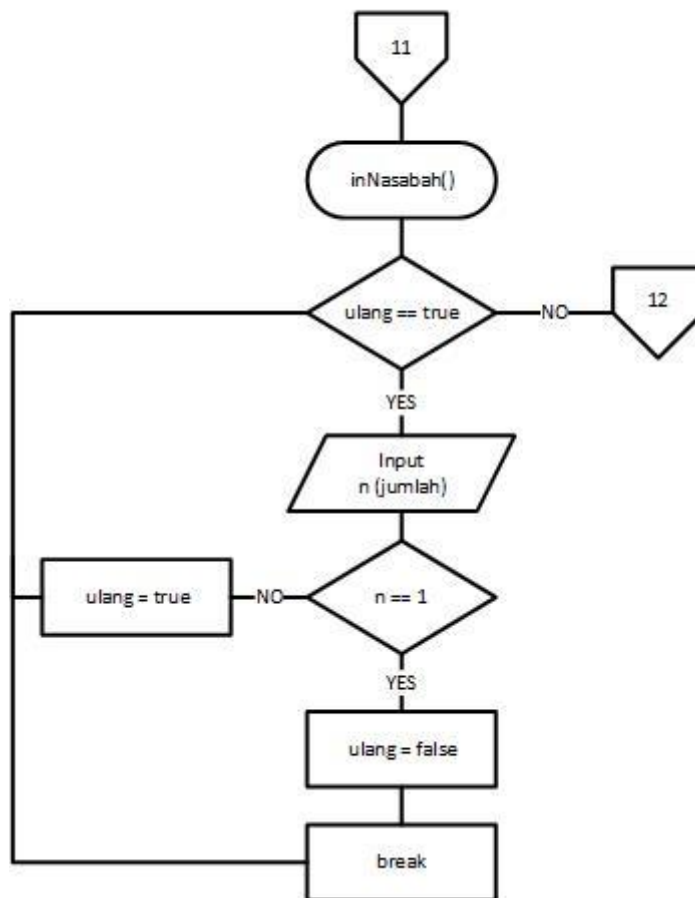 11
inNasabah()
ulang == true
NO
12
YES
Input
n (jumlah)
ulang = true
NO
n == 1
YES
ulang = false
break